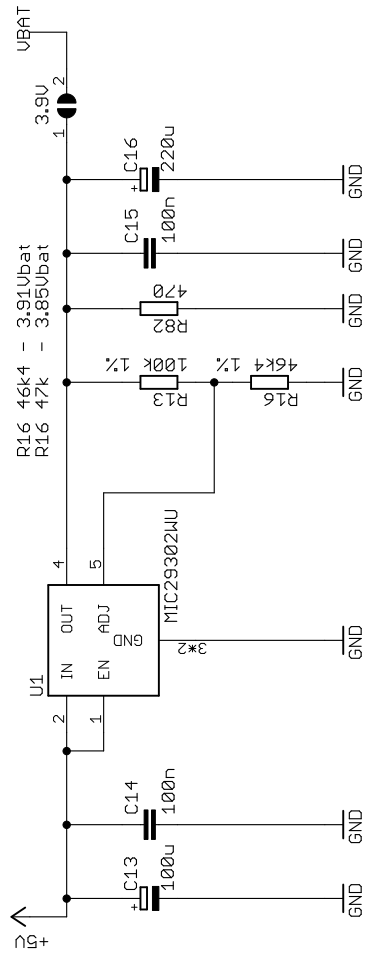 VBAT
2
3.9V
1
C16
220u
+
GND
C15
100n
GND
R16 46k4 - 3.91Vbat
R16 47k - 3.85Vbat
470
R82
GND
1%
100k
R13
1%
46k4
R16
GND
4
5
MIC29302WU
OUT
ADJ
GND
IN
EN
U1
3*2
GND
2
1
C14
100n
GND
C13
100u
+
GND
+5V